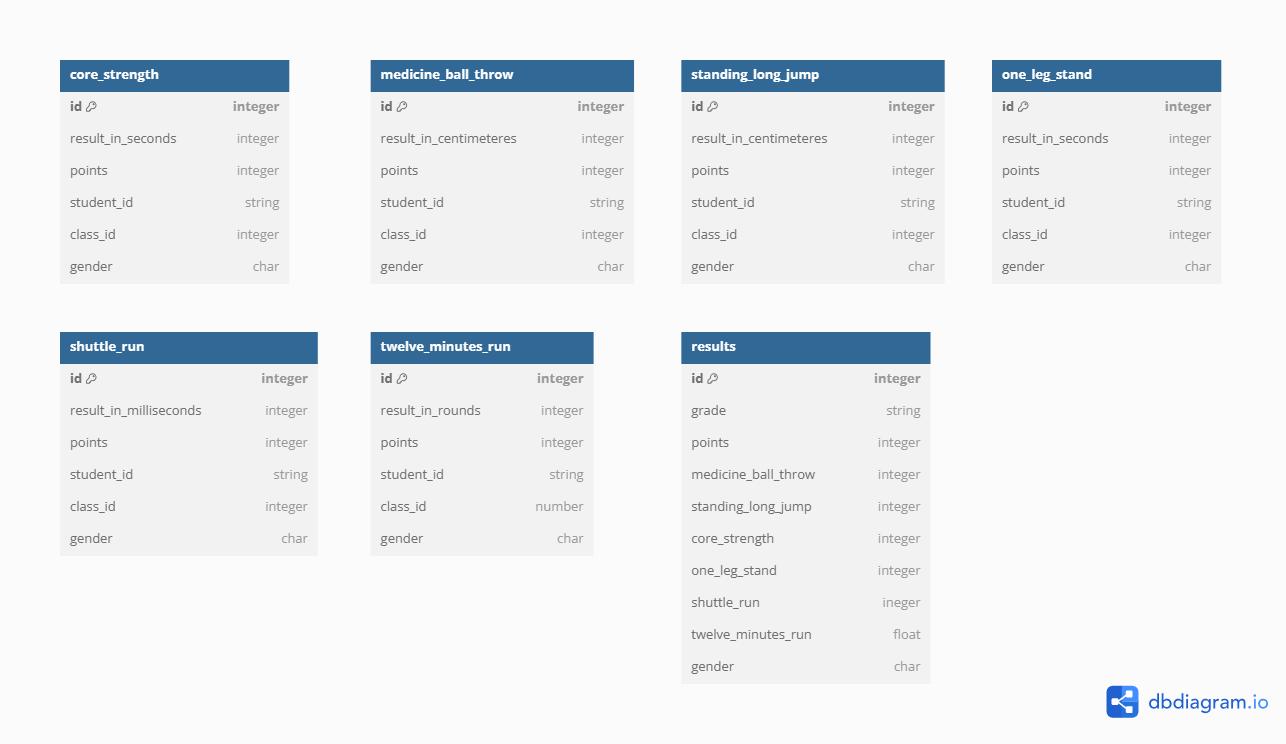 core_strength
id integer
result_in_seconds integer
points integer
student_id string
class_id integer
gender char
medicine_ball_throw
id integer
result_in_centimeteres integer
points integer
student_id string
class_id integer
gender char
standing_long_jump
id integer
result_in_centimeteres integer
points integer
student_id string
class_id integer
gender char
one_leg_stand
id integer
result_in_seconds integer
points integer
student_id string
class_id integer
gender char
shuttle_run
id integer
result_in_milliseconds integer
points integer
student_id string
class_id integer
gender char
twelve_minutes_run
id integer
result_in_rounds integer
points integer
student_id string
class_id number
gender char
results
id integer
grade string
points integer
medicine_ball_throw integer
standing_long_jump integer
core_strength integer
one_leg_stand integer
shuttle_run ineger
twelve_minutes_run float
gender char
dbdiagram.io